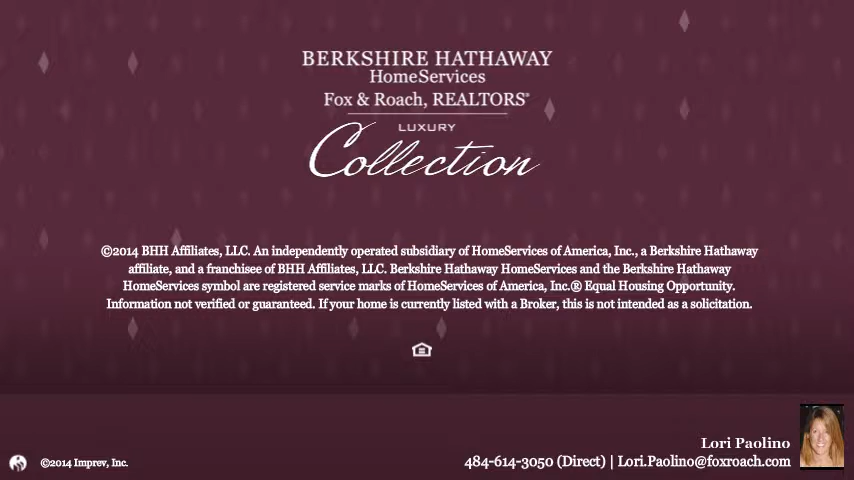 BERKSHIRE HATHAWAY
HomeServices
Fox & Roach, REALTORS®
LUXURY
Collection
©2014 BHH Affiliates, LLC. An independently operated subsidiary of HomeServices of America, Inc., a Berkshire Hathaway
affiliate, and a franchisee of BHH Affiliates, LLC. Berkshire Hathaway HomeServices and the Berkshire Hathaway
HomeServices symbol are registered service marks of HomeServices of America, Inc.® Equal Housing Opportunity.
Information not verified or guaranteed. If your home is currently listed with a Broker, this is not intended as a solicitation.
Lori Paolino
484-614-3050 (Direct) | Lori.Paolino@foxroach.com
©2014 Imprev, Inc.